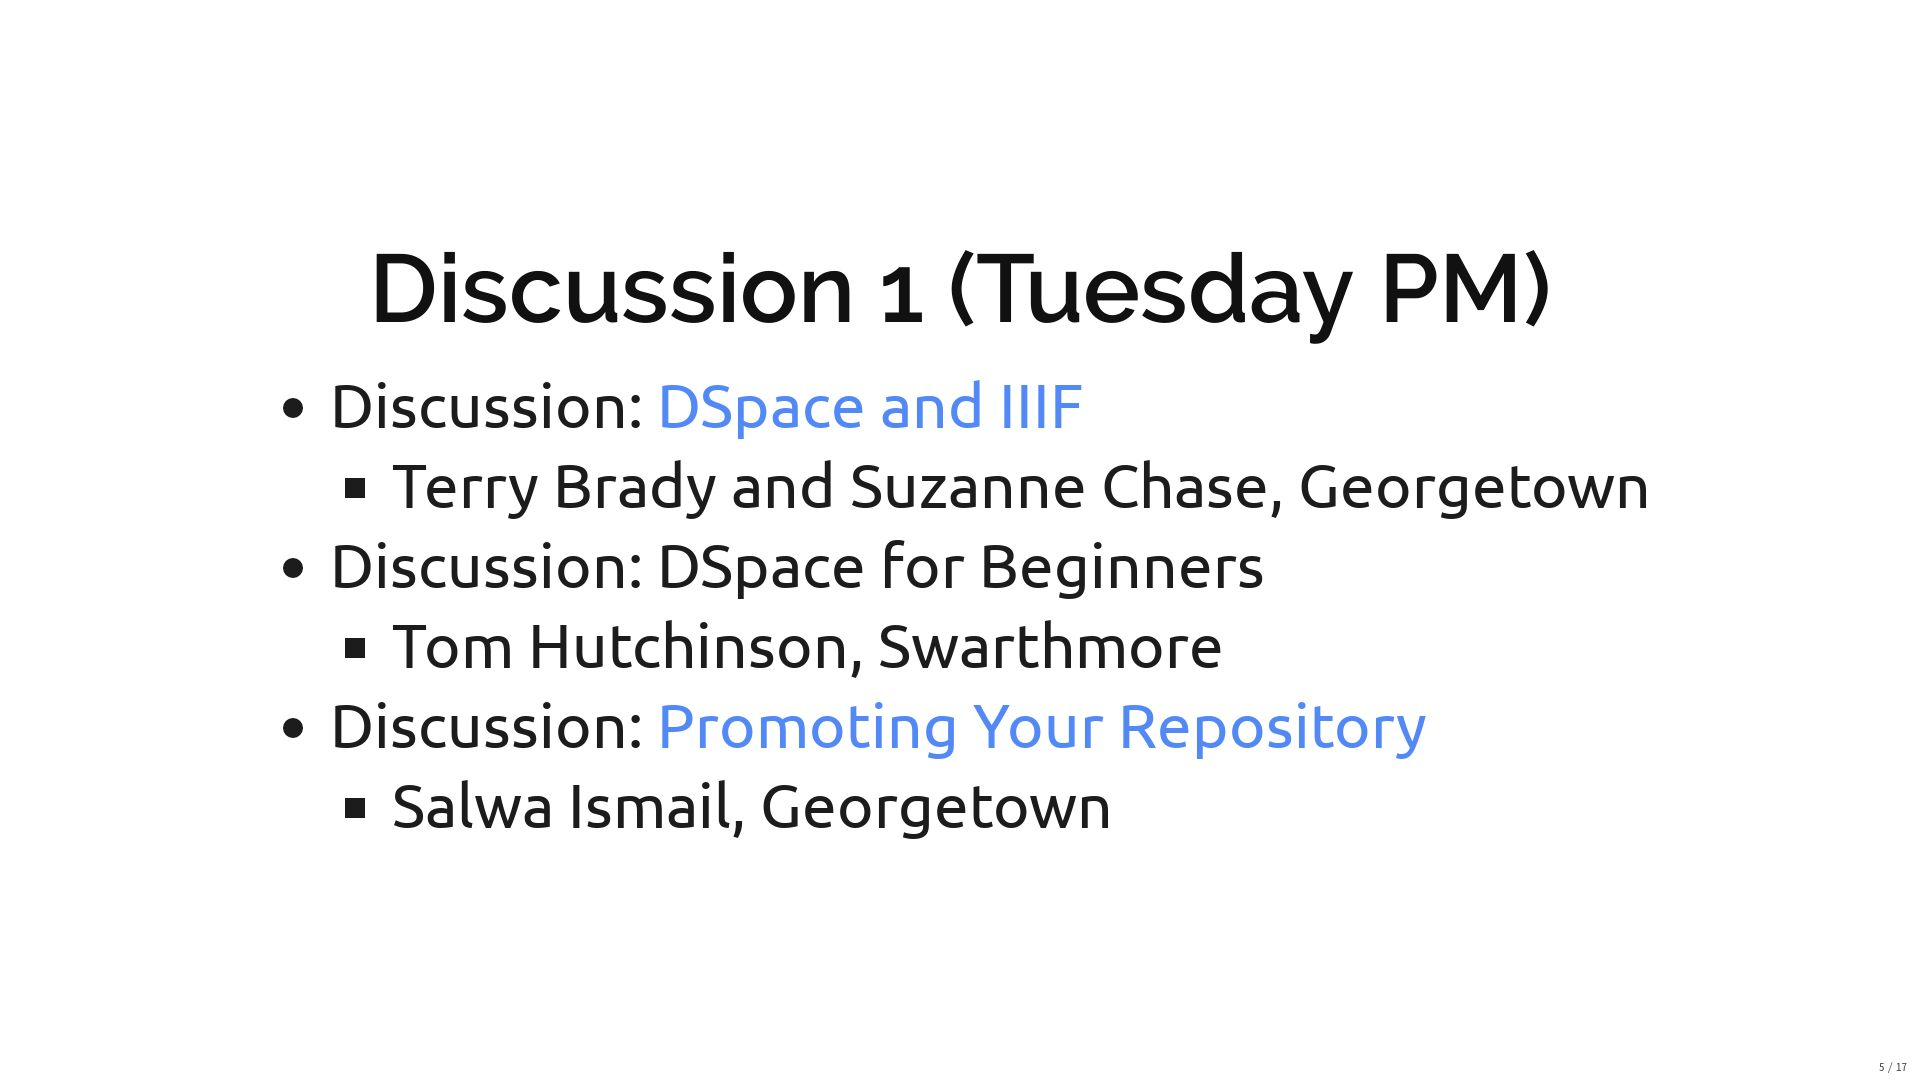 Discussion 1 (Tuesday PM)
Discussion: DSpace and IIIF
Terry Brady and Suzanne Chase, Georgetown
Discussion: DSpace for Beginners
Tom Hutchinson, Swarthmore
Discussion: Promoting Your Repository
Salwa Ismail, Georgetown
5 / 17